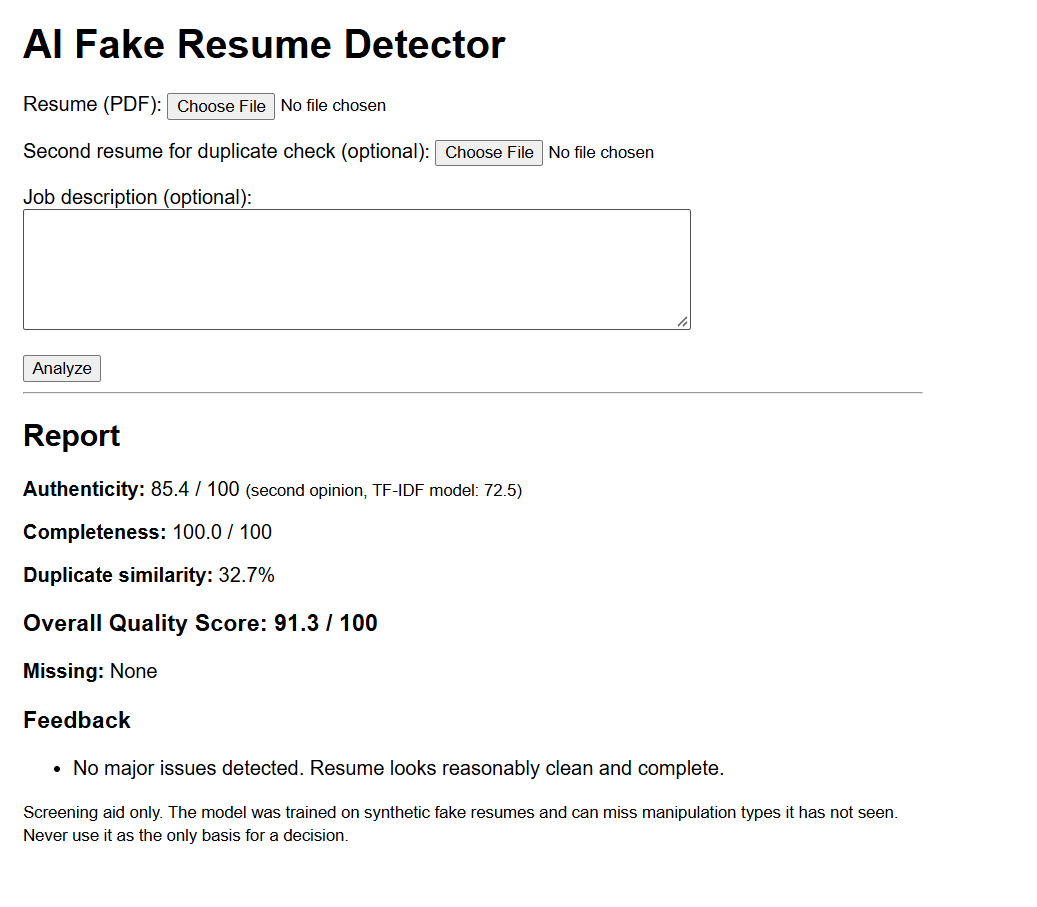 AI Fake Resume Detector
Resume (PDF): Choose File No file chosen
Second resume for duplicate check (optional): Choose File No file chosen
Job description (optional):
Analyze
Report
Authenticity: 85.4 / 100 (second opinion, TF-IDF model: 72.5)
Completeness: 100.0 / 100
Duplicate similarity: 32.7%
Overall Quality Score: 91.3 / 100
Missing: None
Feedback
• No major issues detected. Resume looks reasonably clean and complete.
Screening aid only. The model was trained on synthetic fake resumes and can miss manipulation types it has not seen.
Never use it as the only basis for a decision.